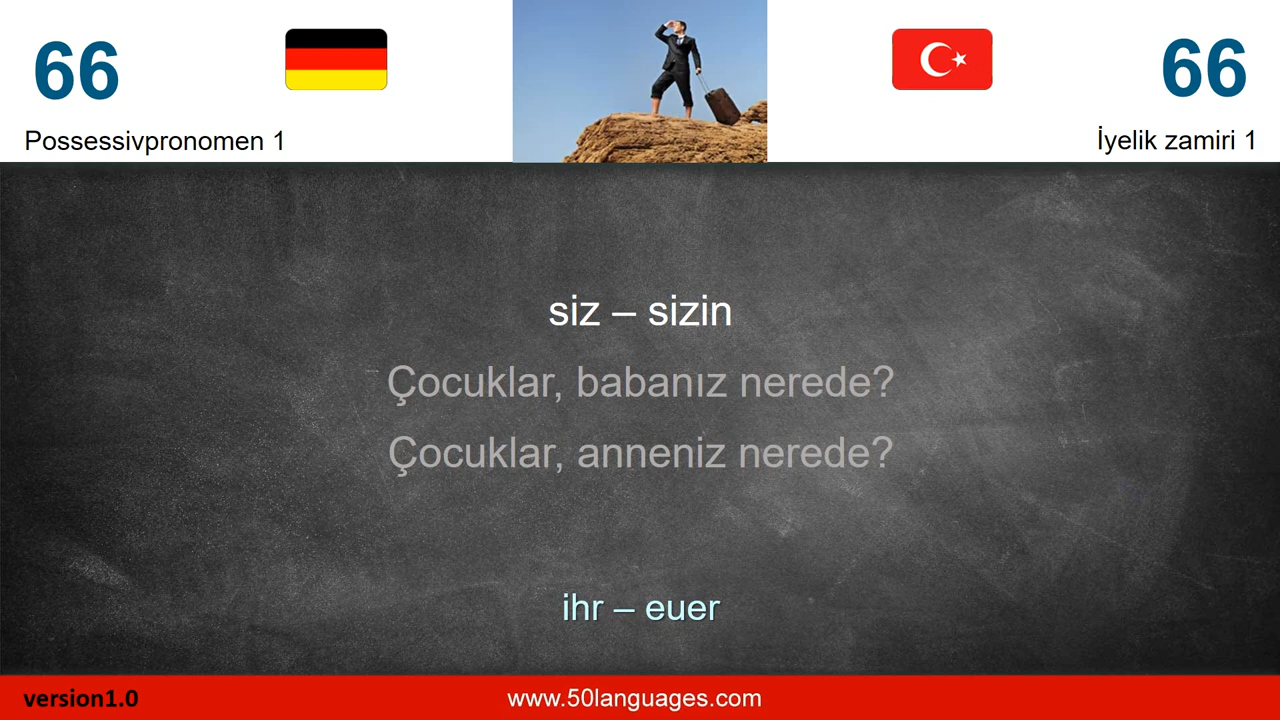 66
66
Possessivpronomen 1
İyelik zamiri 1
siz – sizin
Çocuklar, babanız nerede?
Çocuklar, anneniz nerede?
ihr – euer
version1.0
www.50languages.com